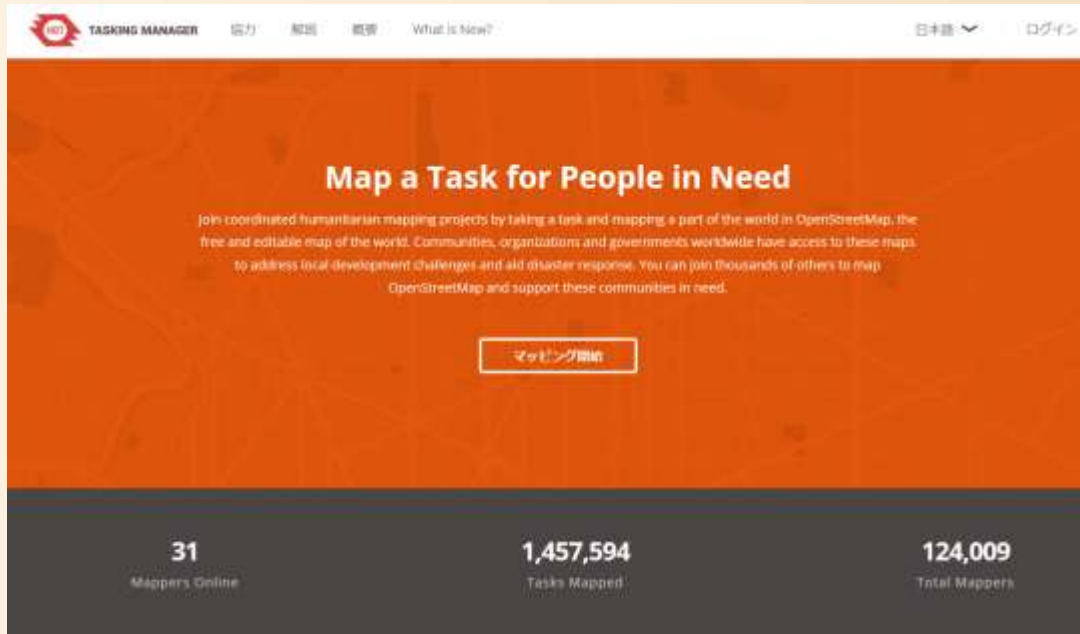 HOT TASKING MANAGER 協力 解説 概要 What is New? 日本語 ログイン
Map a Task for People in Need
Join coordinated humanitarian mapping projects by taking a task and mapping a part of the world in OpenStreetMap, the
free and editable map of the world. Communities, organizations and governments worldwide have access to these maps
to address local development challenges and aid disaster response. You can join thousands of others to map
OpenStreetMap and support these communities in need.
マッピング開始
31 1,457,594 124,009
Mappers Online Tasks Mapped Total Mappers